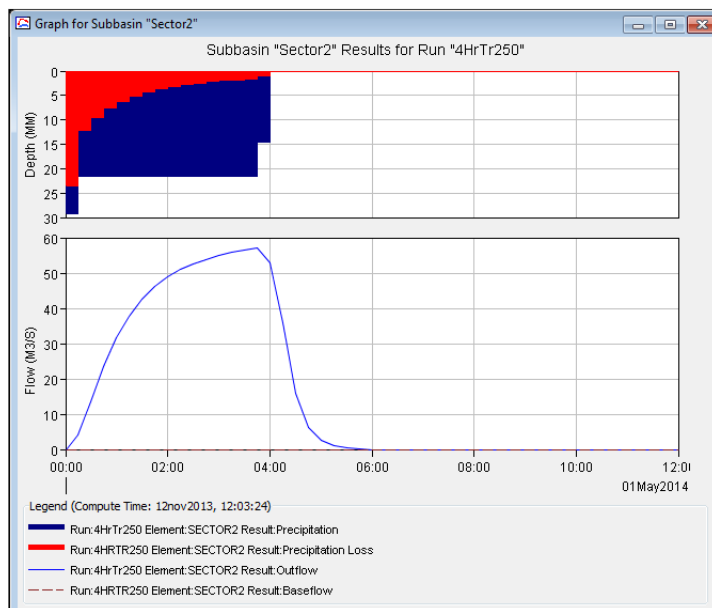 Graph for Subbasin "Sector2"
Subbasin "Sector2" Results for Run "4HrTr250"
0
5
10
15
20
25
30
Depth (MM)
60
50
40
30
20
10
0
Flow (M3/S)
00:00
02:00
04:00
06:00
08:00
10:00
12:0
01May2014
Legend (Compute Time: 12nov2013, 12:03:24)
Run:4HrTr250 Element:SECTOR2 Result:Precipitation
Run:4HRTR250 Element:SECTOR2 Result:Precipitation Loss
Run:4HrTr250 Element:SECTOR2 Result:Outflow
Run:4HRTR250 Element:SECTOR2 Result:Baseflow